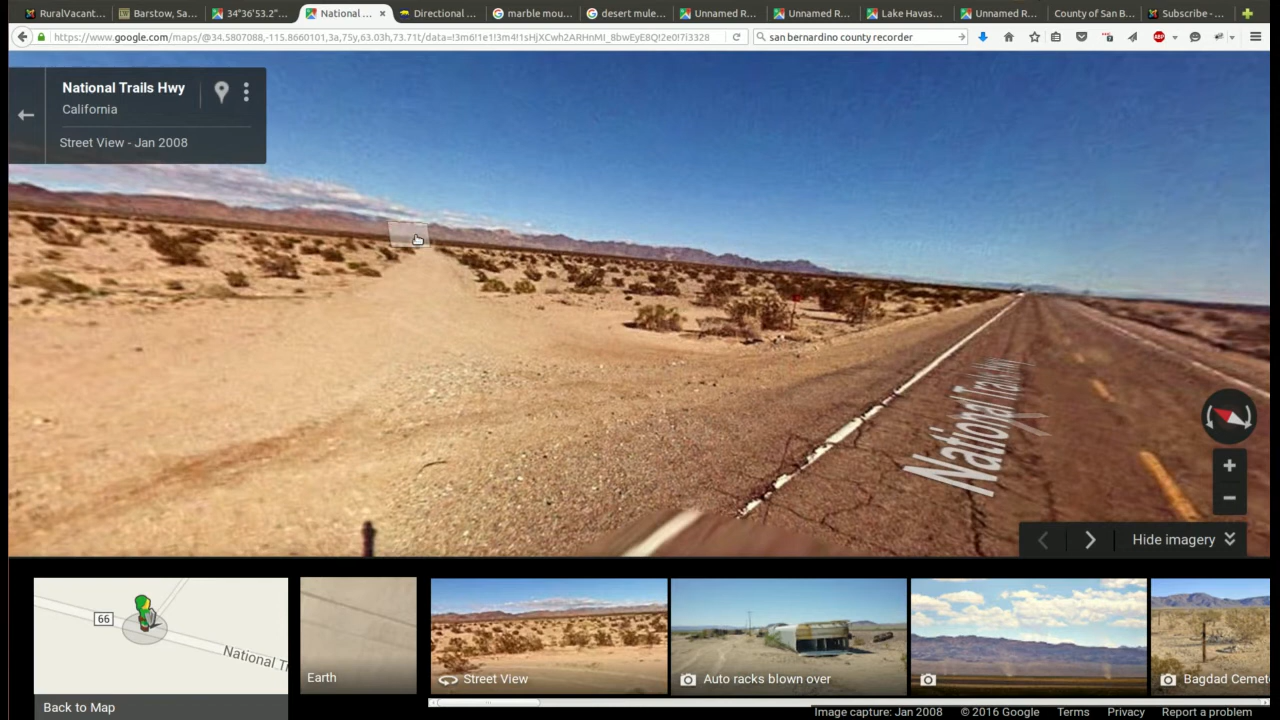 RuralVacant...
Barstow, Sa...
34°36'53.2"...
National ...
Directional ...
marble mou...
desert mule...
Unnamed R...
Unnamed R...
Lake Havas...
Unnamed R...
County of San B...
Subscribe - ...
https://www.google.com/maps/@34.5807088,-115.8660101,3a,75y,63.03h,73.71t/data=!3m6!1e1!3m4!1sHjXCwh2ARHnMI_8bwEyE8Q!2e0!7i3328
san bernardino county recorder
ABP
National Trails Hwy
California
Street View - Jan 2008
National Trails Hwy
Hide imagery
66
National Tr
Back to Map
Earth
Street View
Auto racks blown over
Bagdad Cemet
Image capture: Jan 2008 © 2016 Google Terms Privacy Report a problem